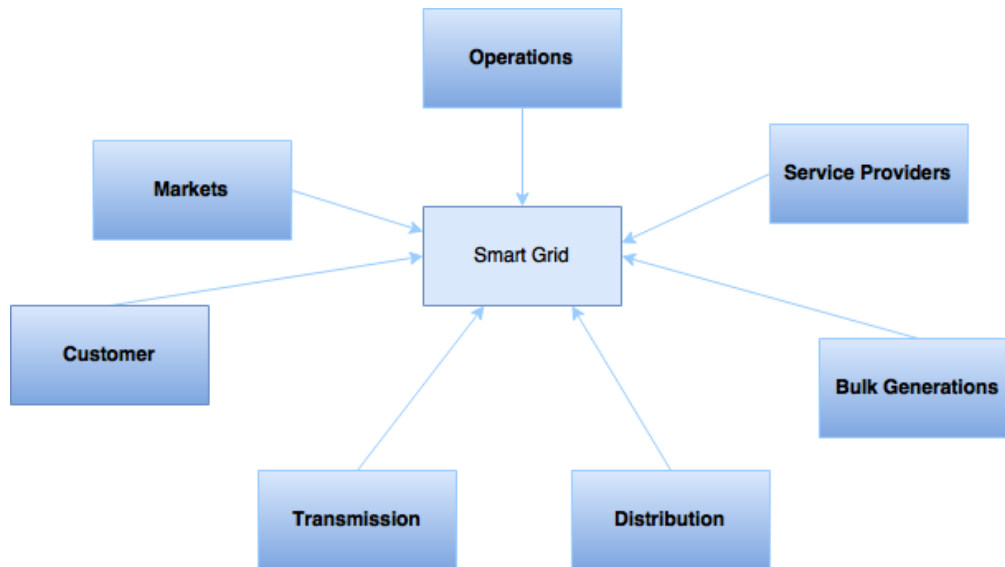 Operations
Markets
Service Providers
Smart Grid
Customer
Bulk Generations
Transmission
Distribution